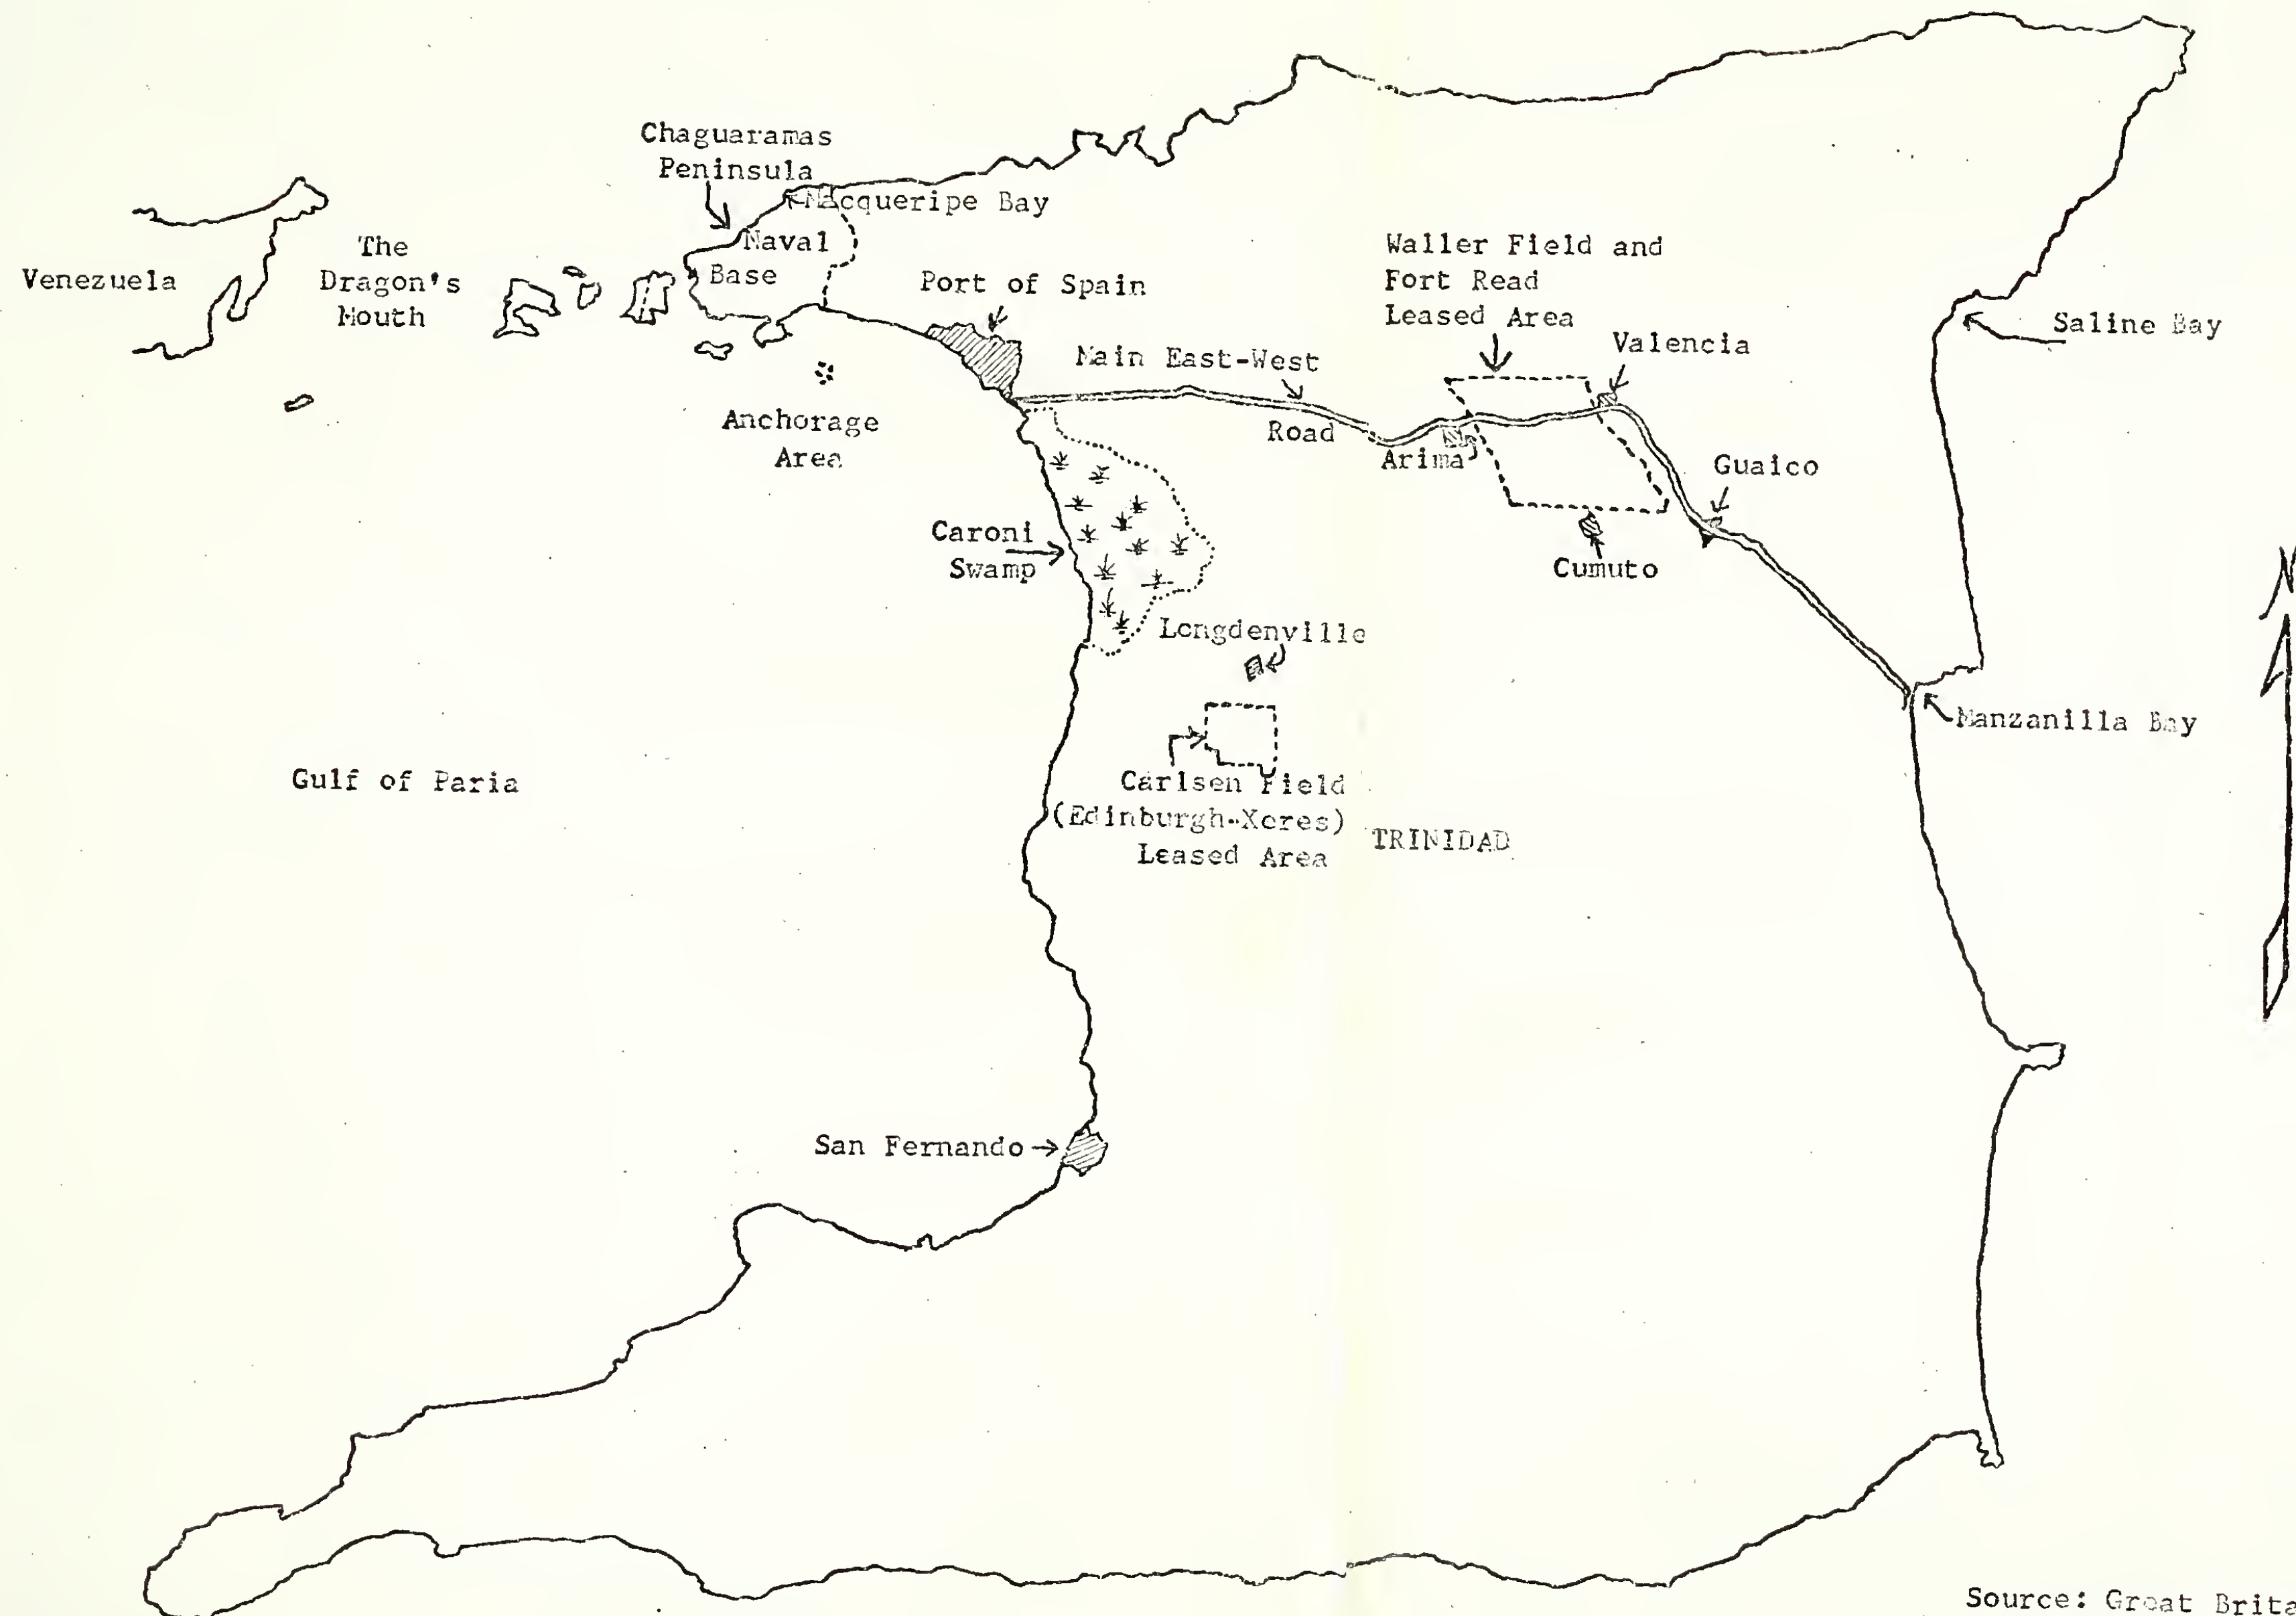 Chaguaramas
Peninsula
Macqueripe Bay
Naval
Base
The
Dragon's
Mouth
Venezuela
Port of Spain
Waller Field and
Fort Read
Leased Area
Valencia
Saline Bay
Main East-West
Road
Arima
Guaico
Anchorage
Area
Caroni
Swamp
Cumuto
Longdenville
Manzanilla Bay
Gulf of Paria
Carlsen Field
(Edinburgh-Xeres)
Leased Area
TRINIDAD
San Fernando
Source: Great Brita